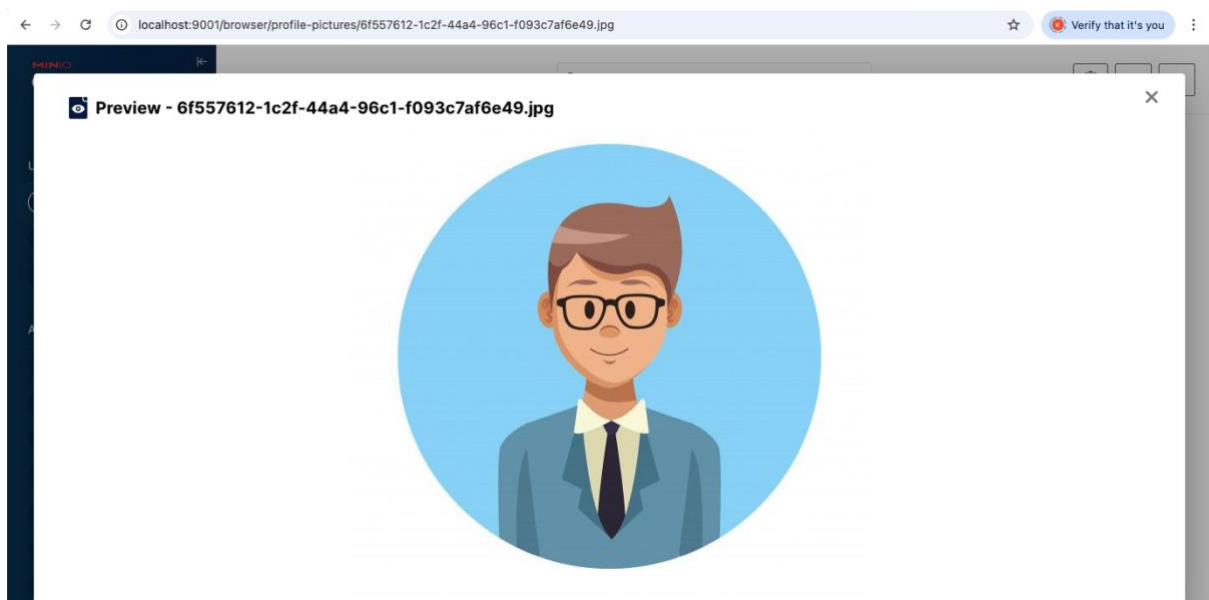 localhost:9001/browser/profile-pictures/6f557612-1c2f-44a4-96c1-f093c7af6e49.jpg
Verify that it's you
MINIO
Preview - 6f557612-1c2f-44a4-96c1-f093c7af6e49.jpg